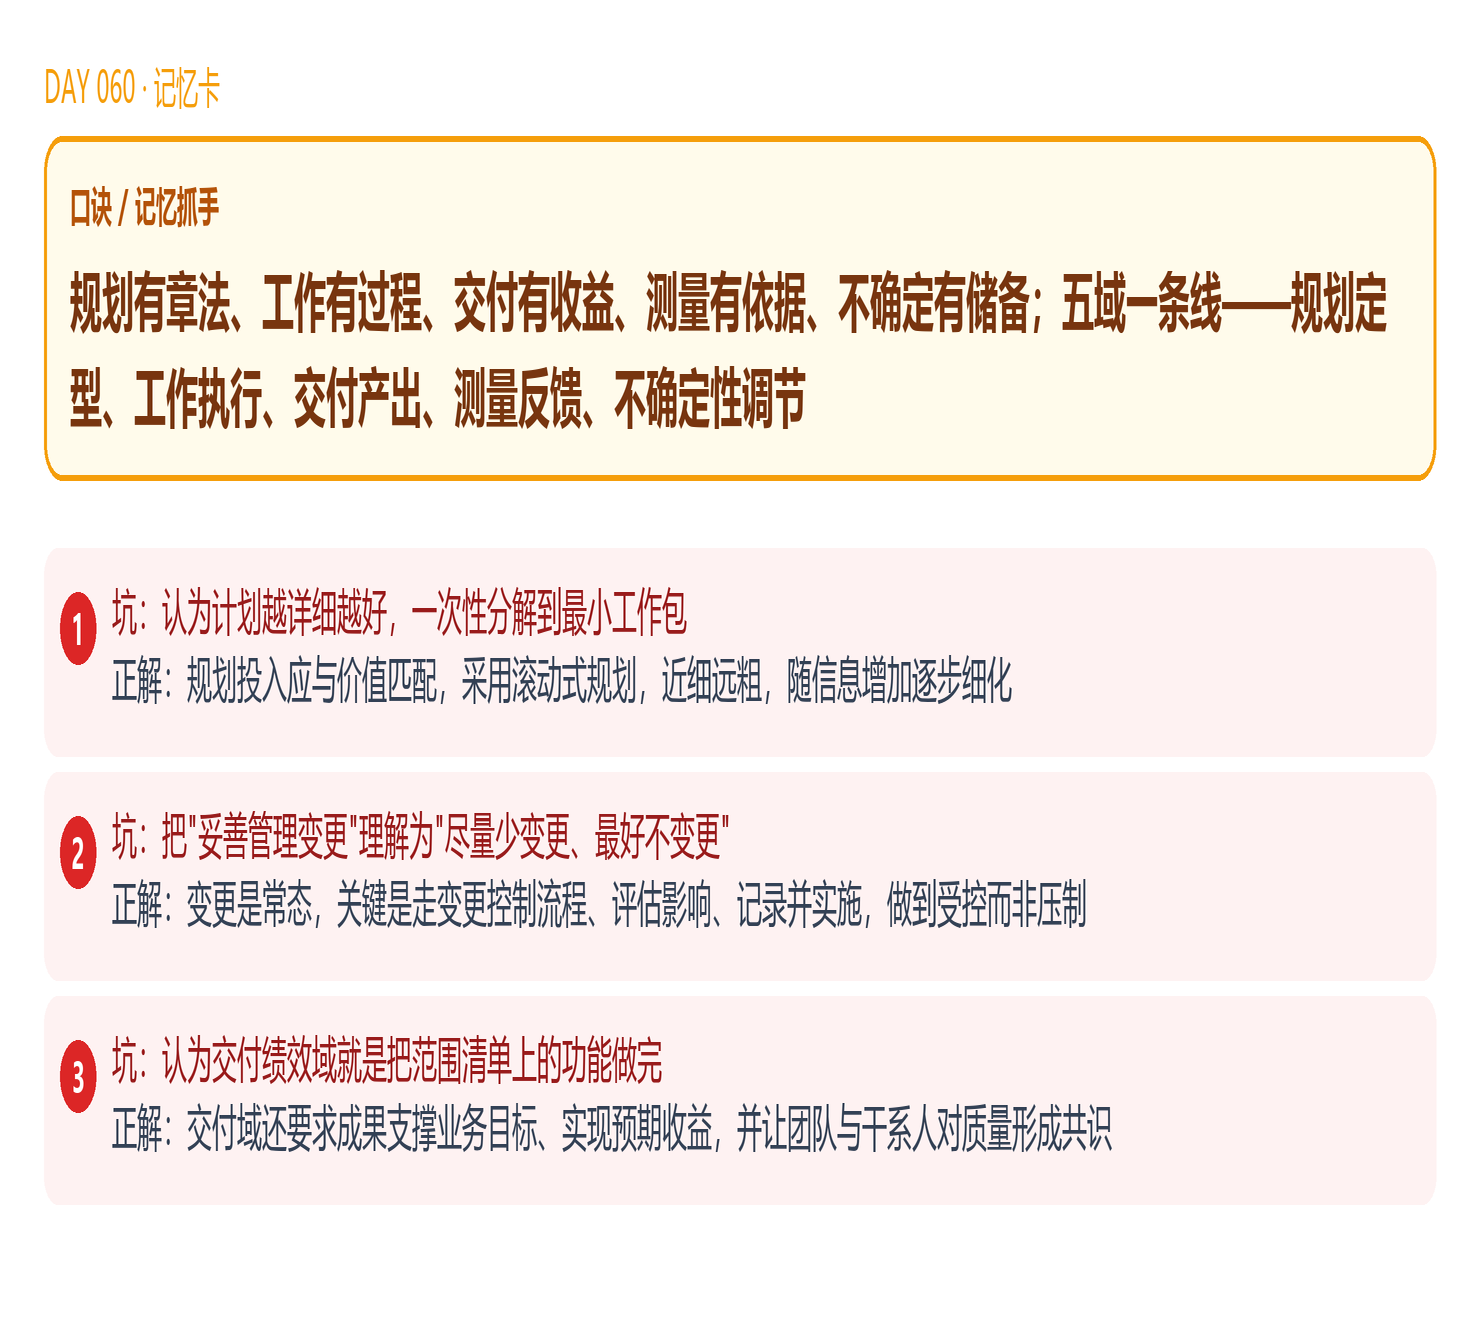 DAY 060 · 记忆卡
口诀 / 记忆抓手
规划有章法、工作有过程、交付有收益、测量有依据、不确定有储备；五域一条线——规划定
型、工作执行、交付产出、测量反馈、不确定性调节
1
坑：认为计划越详细越好，一次性分解到最小工作包
正解：规划投入应与价值匹配，采用滚动式规划，近细远粗，随信息增加逐步细化
2
坑：把"妥善管理变更"理解为"尽量少变更、最好不变更"
正解：变更是常态，关键是走变更控制流程、评估影响、记录并实施，做到受控而非压制
3
坑：认为交付绩效域就是把范围清单上的功能做完
正解：交付域还要求成果支撑业务目标、实现预期收益，并让团队与干系人对质量形成共识